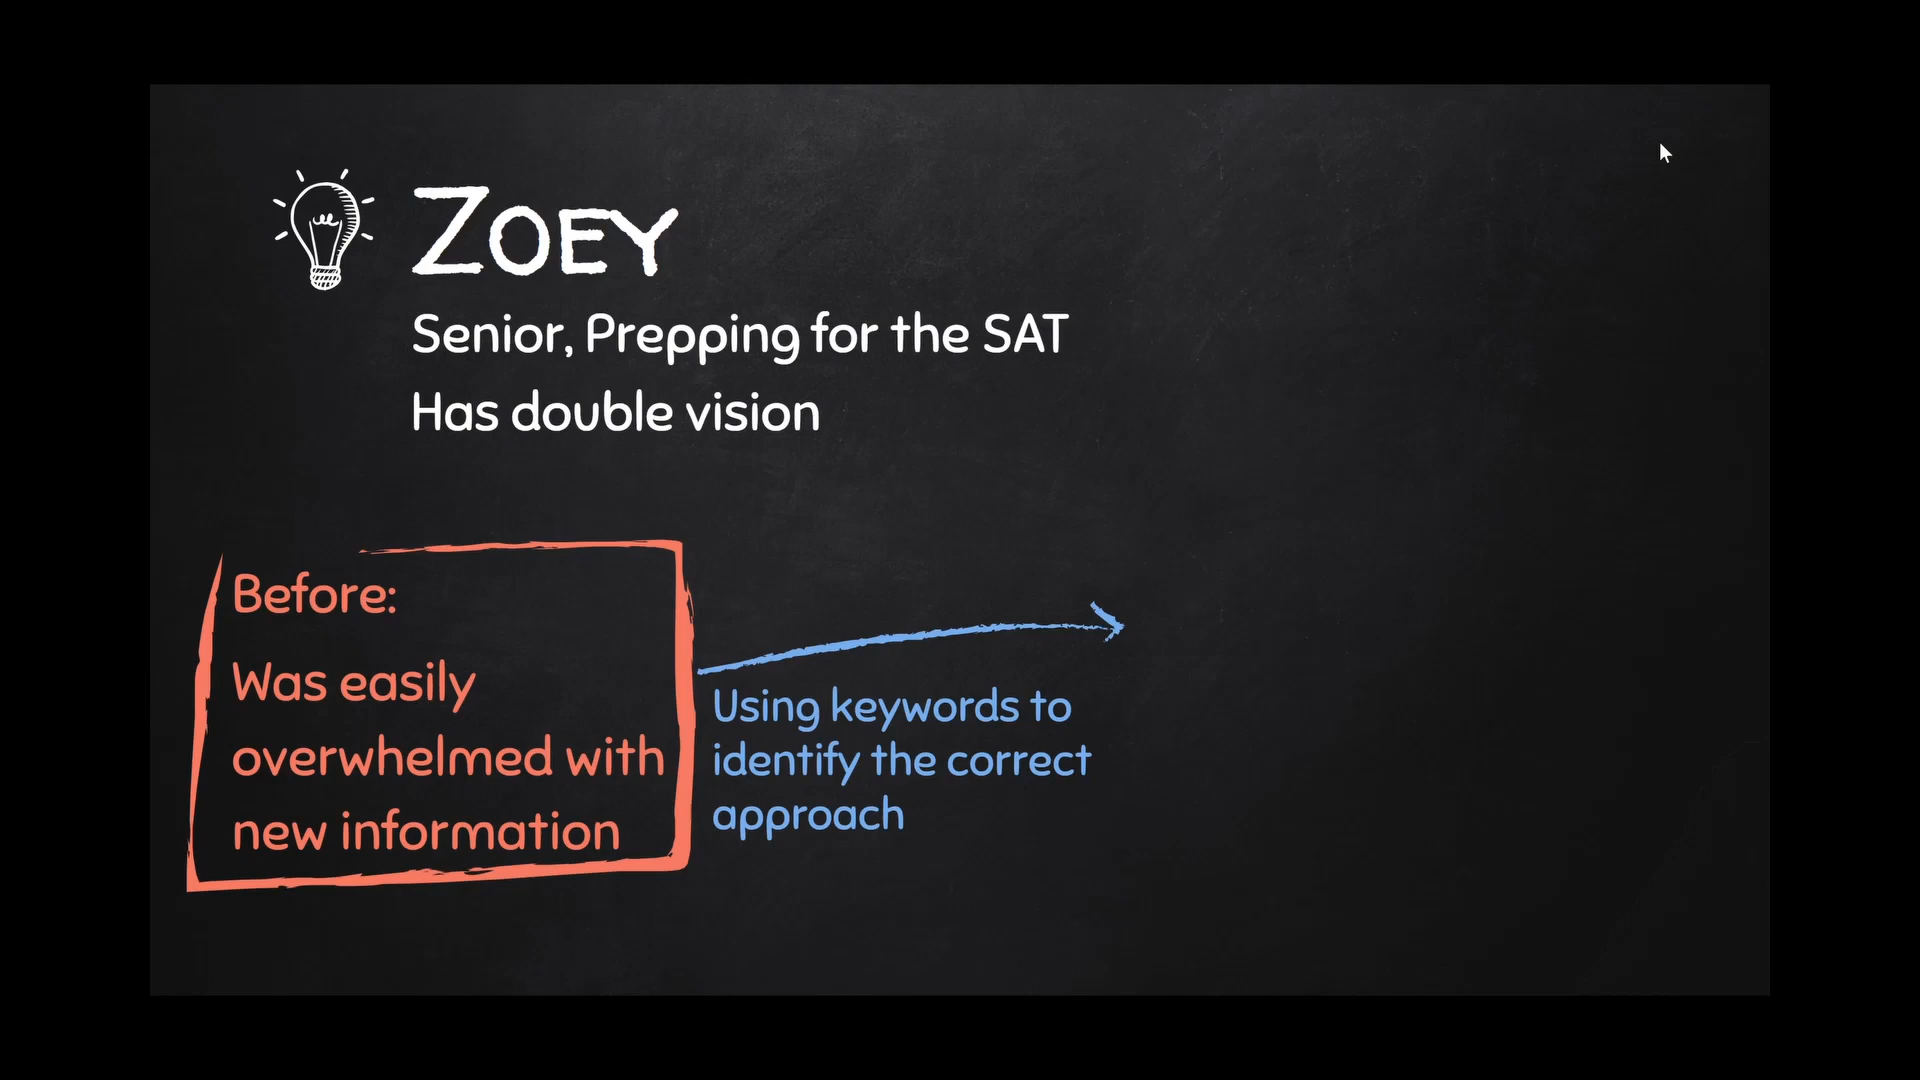 ZOEY
Senior, Prepping for the SAT
Has double vision
Before:
Was easily
overwhelmed with
new information
Using keywords to
identify the correct
approach